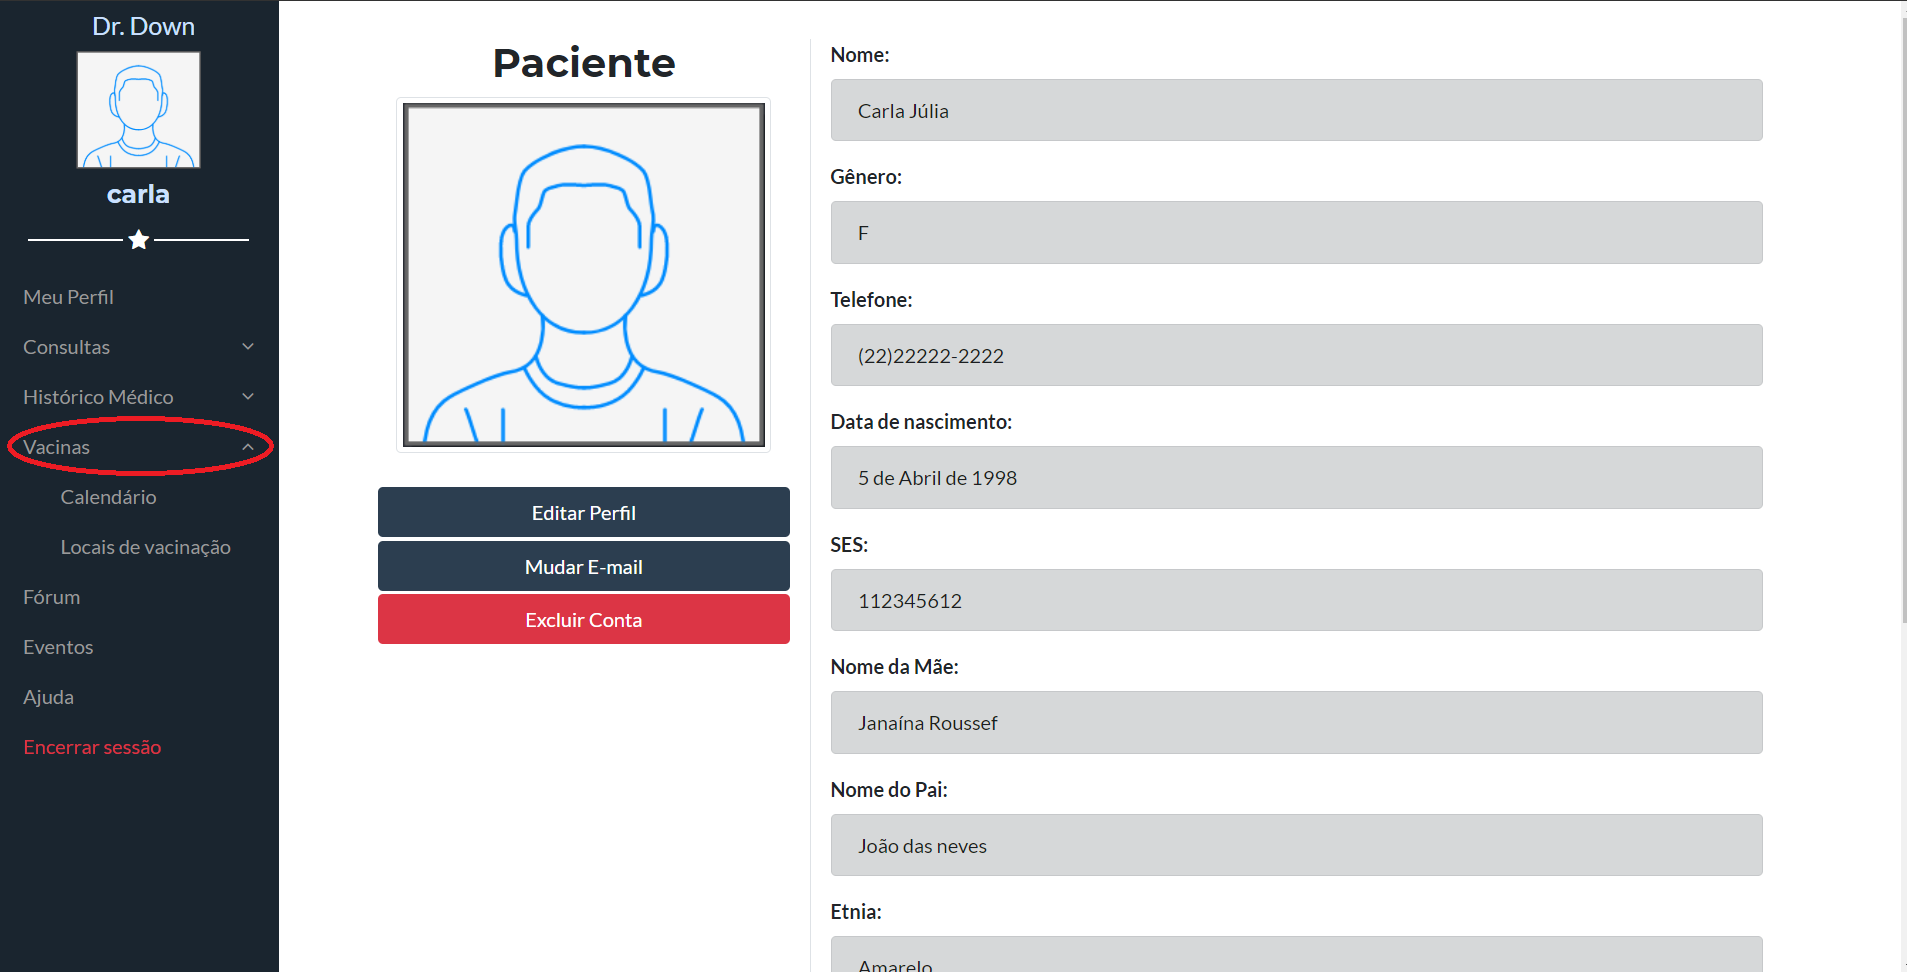 Dr. Down
carla
Meu Perfil
Consultas
Histórico Médico
Vacinas
Calendário
Locais de vacinação
Fórum
Eventos
Ajuda
Encerrar sessão
Paciente
Editar Perfil
Mudar E-mail
Excluir Conta
Nome:
Carla Júlia
Gênero:
F
Telefone:
(22)22222-2222
Data de nascimento:
5 de Abril de 1998
SES:
112345612
Nome da Mãe:
Janaína Roussef
Nome do Pai:
João das neves
Etnia:
Amarelo